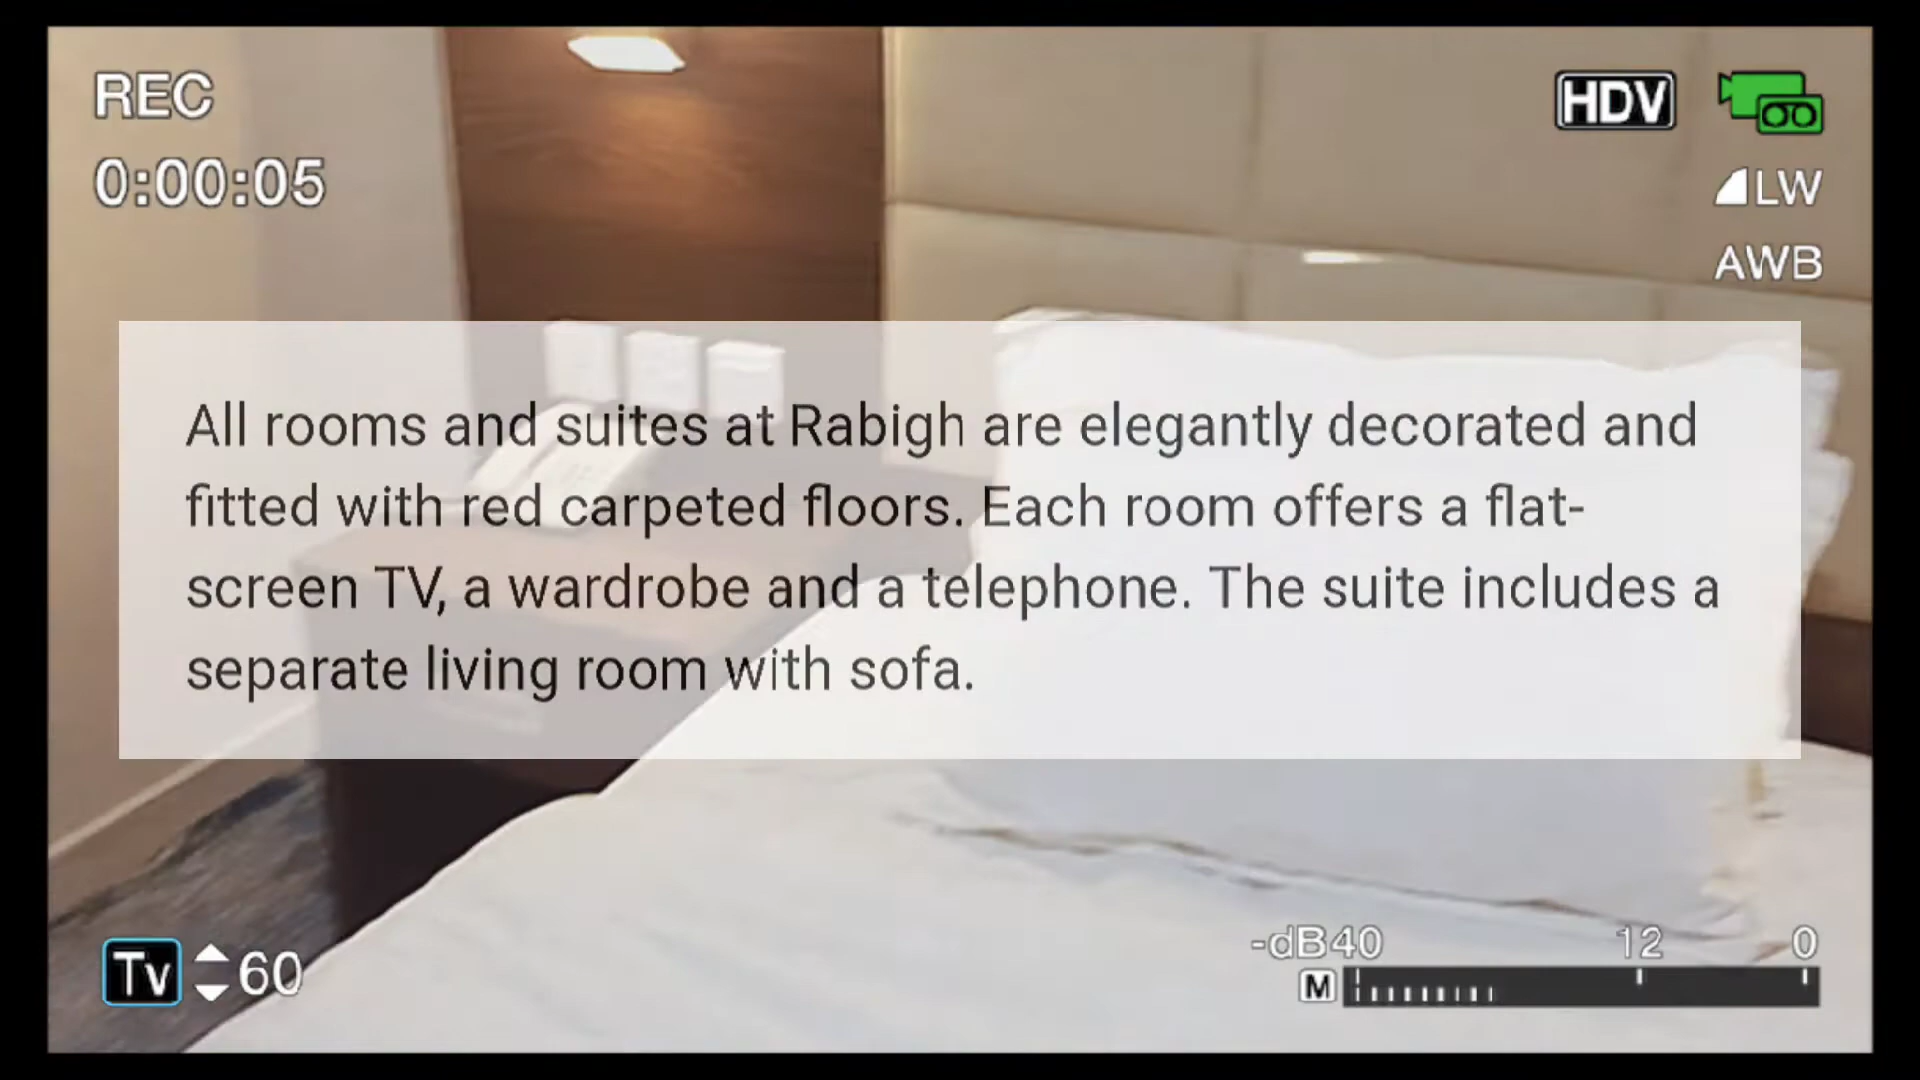 REC
0:00:05
HDV
LW
AWB
All rooms and suites at Rabigh are elegantly decorated and
fitted with red carpeted floors. Each room offers a flat-
screen TV, a wardrobe and a telephone. The suite includes a
separate living room with sofa.
Tv 60
-dB40 12 0
M